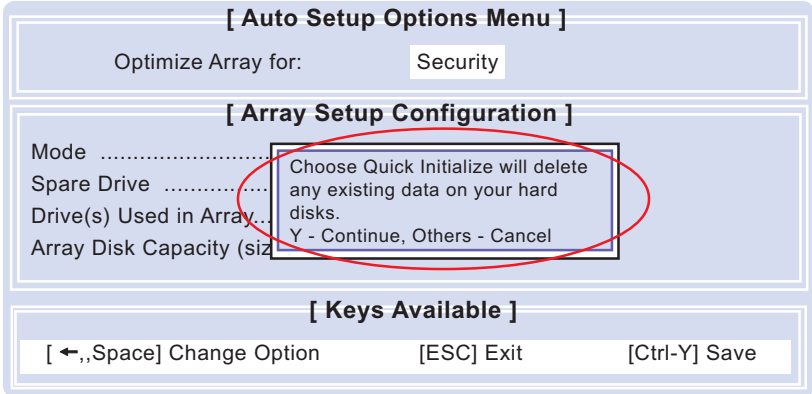 [ Auto Setup Options Menu ]
Optimize Array for: Security
[ Array Setup Configuration ]
Mode ..........................
Spare Drive ................
Drive(s) Used in Array...
Array Disk Capacity (siz
Choose Quick Initialize will delete
any existing data on your hard
disks.
Y - Continue, Others - Cancel
[ Keys Available ]
[ ←,,Space] Change Option [ESC] Exit [Ctrl-Y] Save